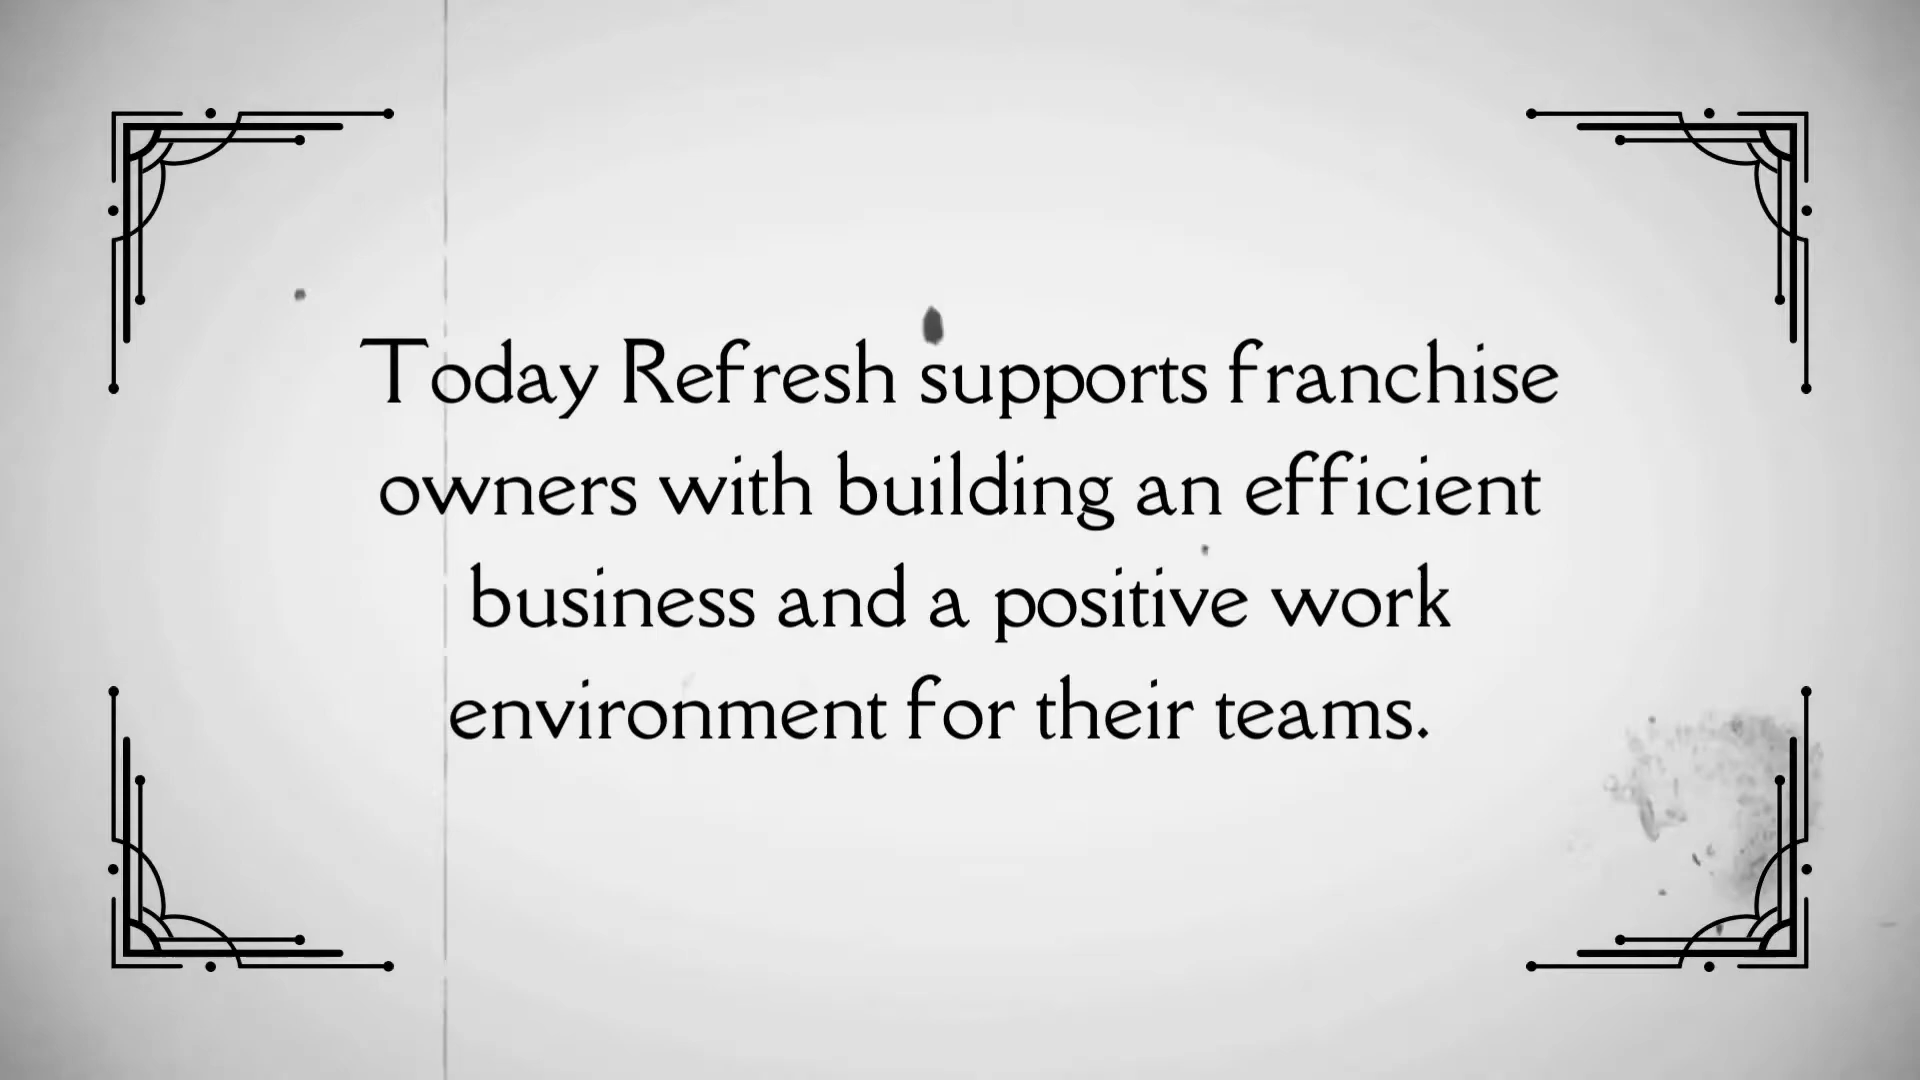 Today Refresh supports franchise
owners with building an efficient
business and a positive work
environment for their teams.